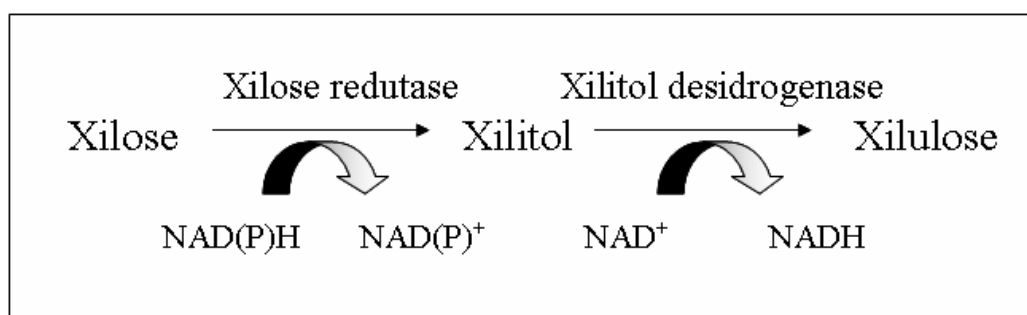 Xilose redutase Xilitol desidrogenase
Xilose Xilitol Xilulose
NAD(P)H NAD(P)⁺ NAD⁺ NADH